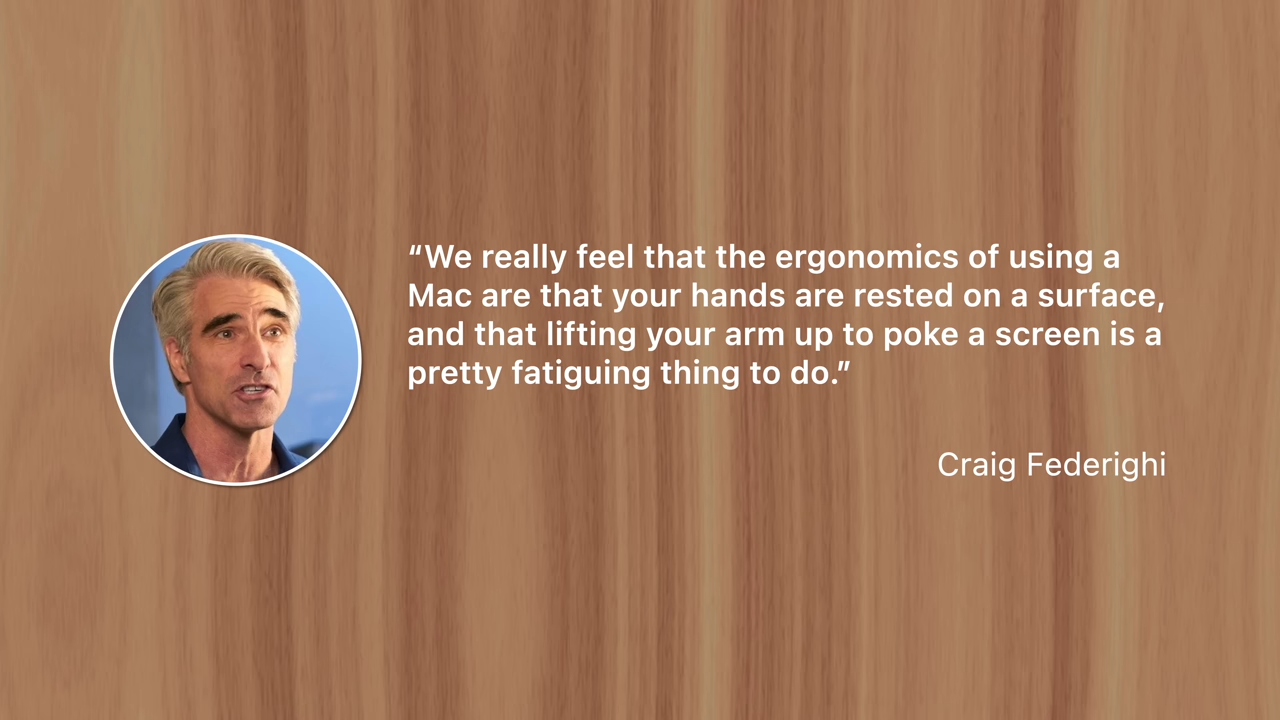 “We really feel that the ergonomics of using a
Mac are that your hands are rested on a surface,
and that lifting your arm up to poke a screen is a
pretty fatiguing thing to do.”
Craig Federighi